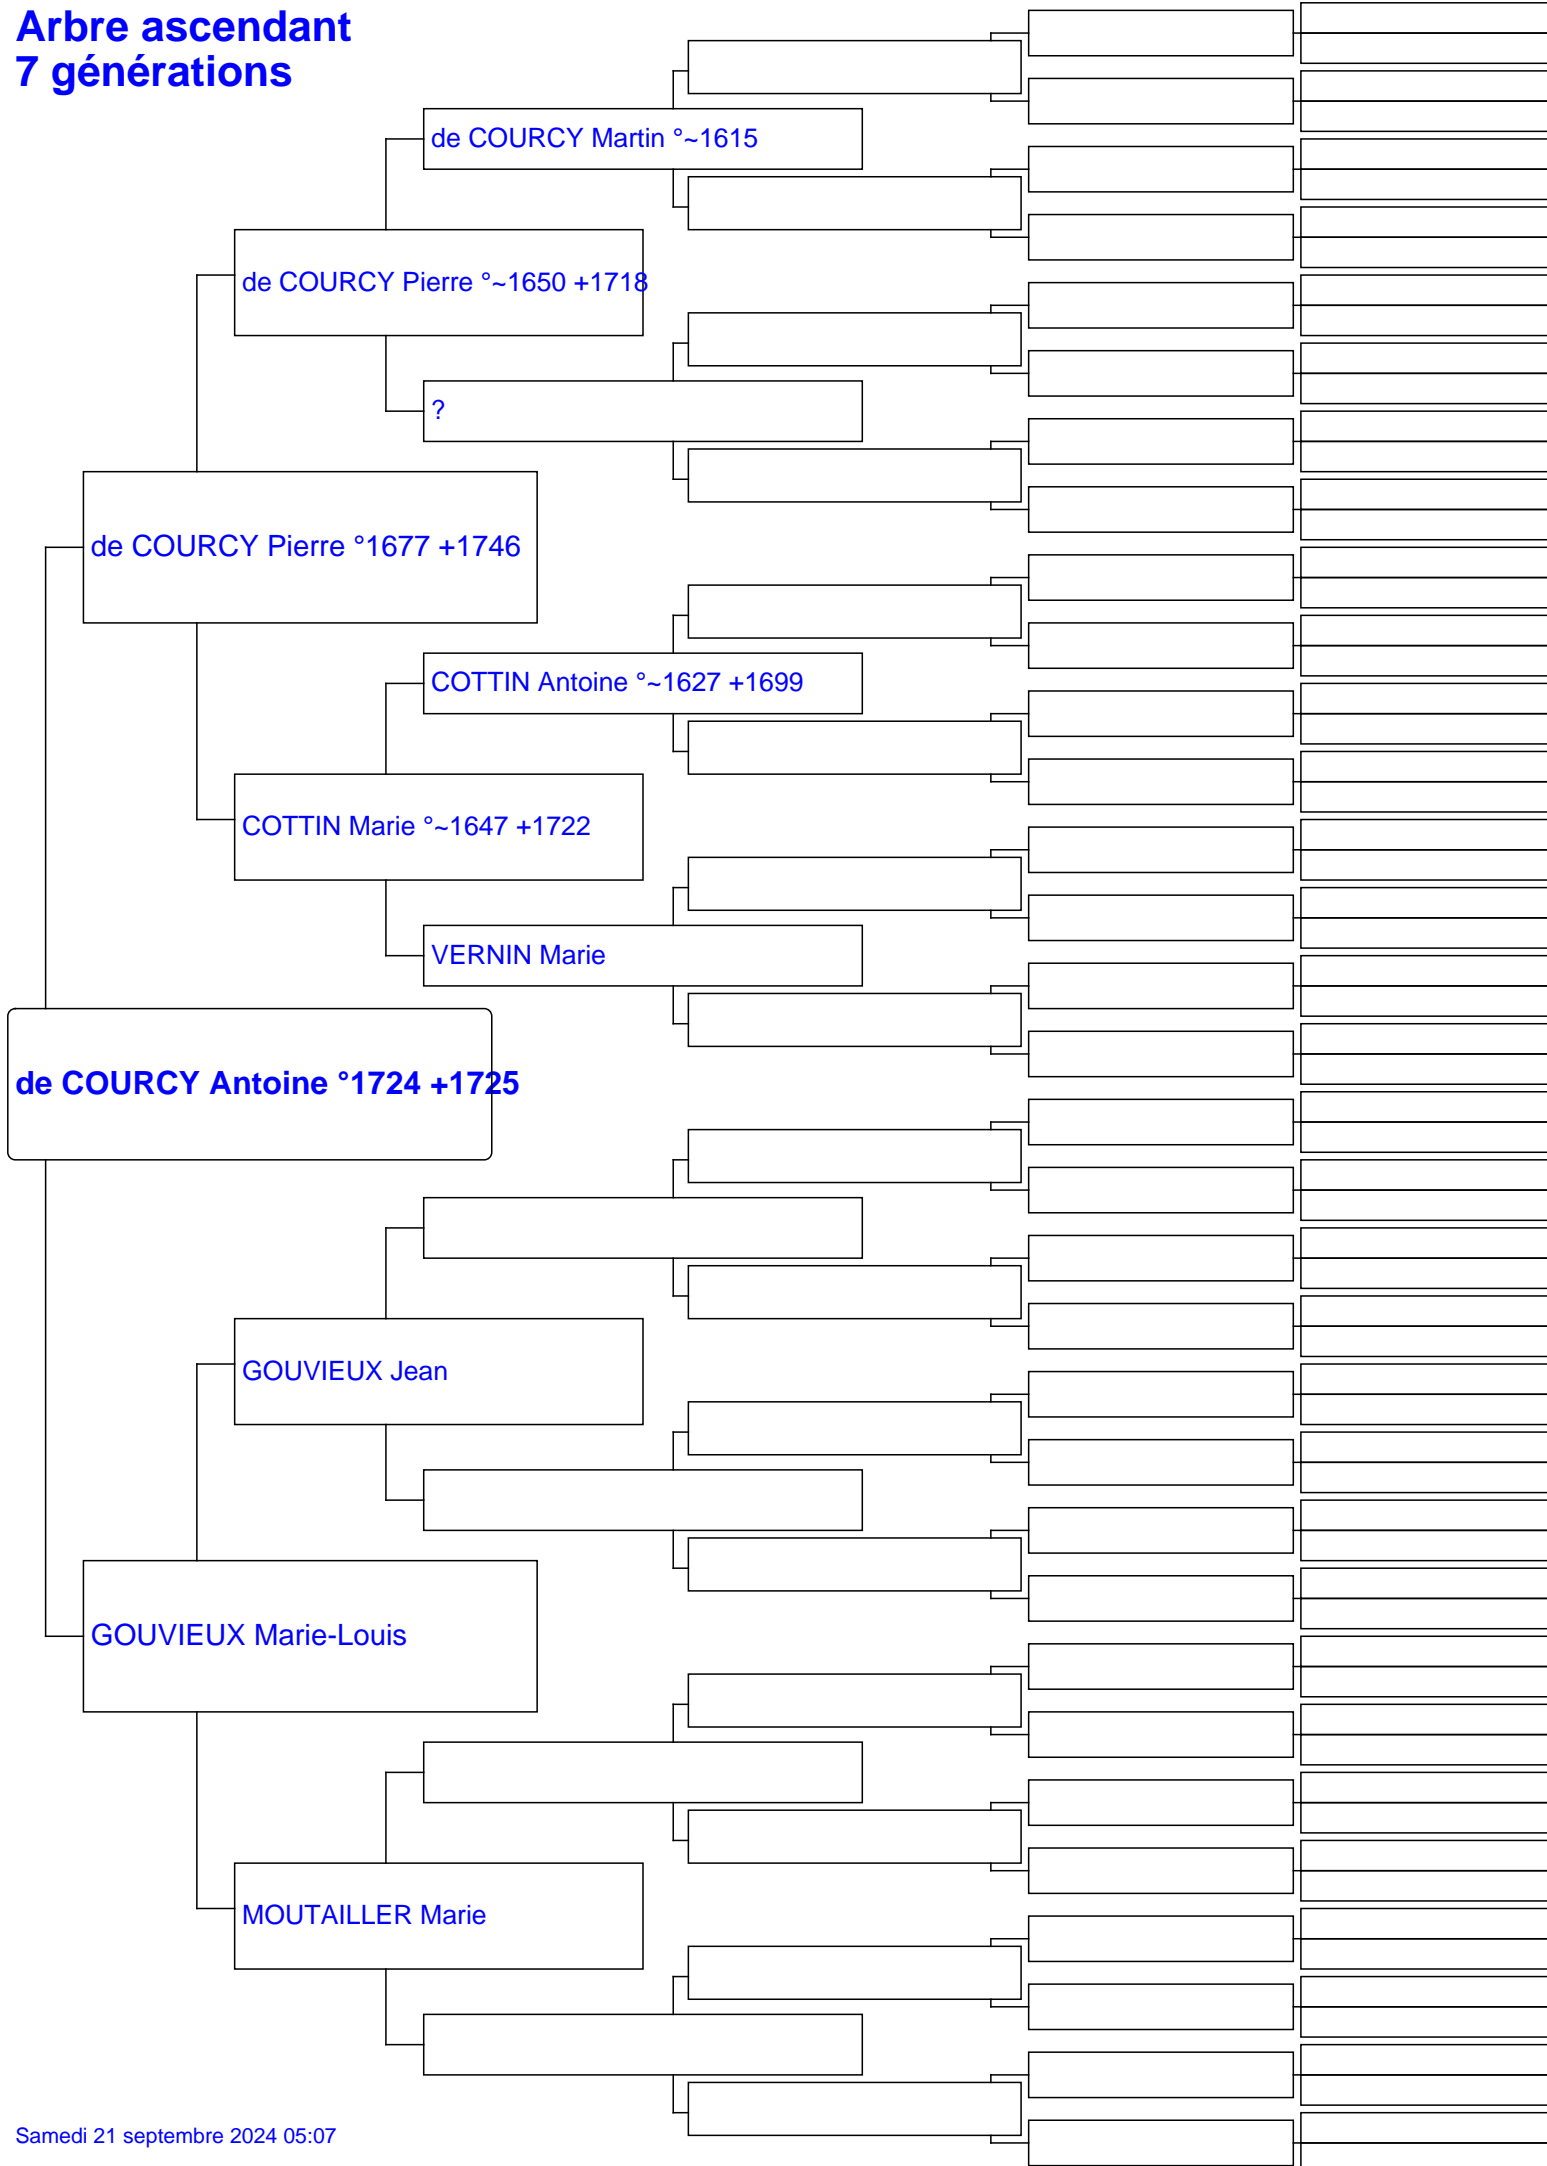 Arbre ascendant
7 générations
de COURCY Martin °~1615
de COURCY Pierre °~1650 +1718
?
de COURCY Pierre °1677 +1746
COTTIN Antoine °~1627 +1699
COTTIN Marie °~1647 +1722
VERNIN Marie
de COURCY Antoine °1724 +1725
GOUVIEUX Jean
GOUVIEUX Marie-Louis
MOUTAILLER Marie
Samedi 21 septembre 2024 05:07